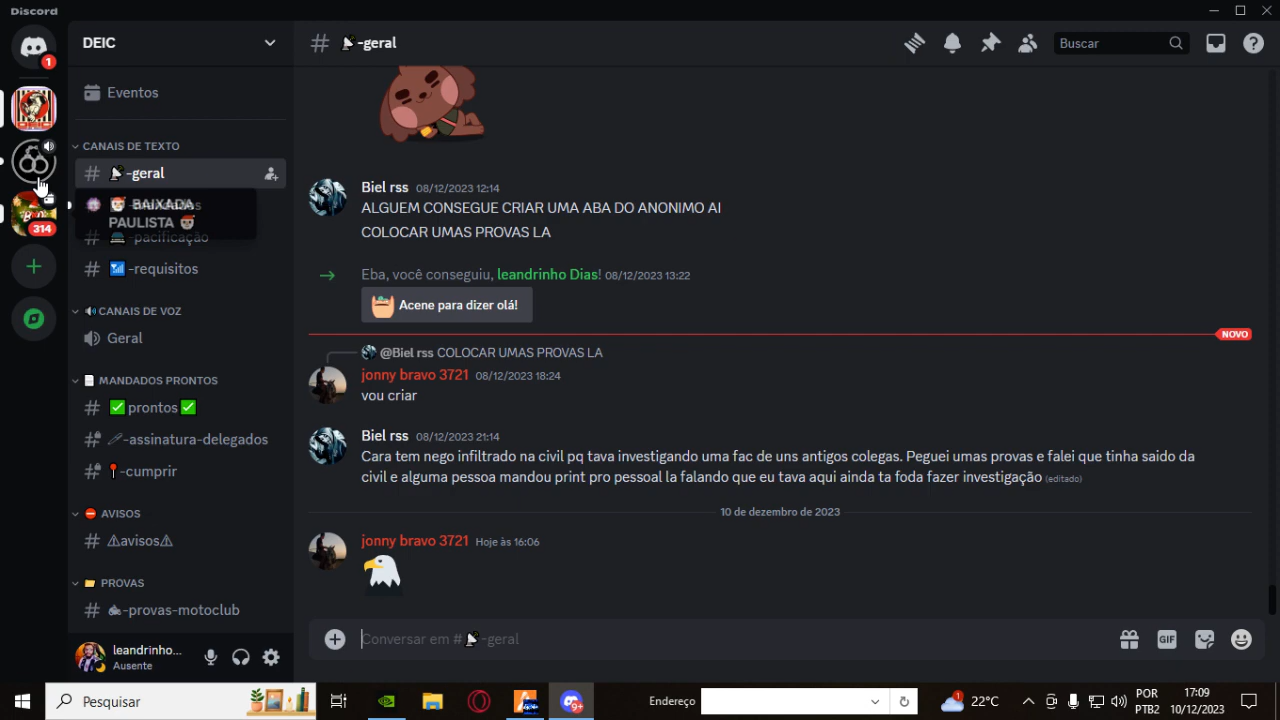 Discord
DEIC
-geral
Buscar
1
Eventos
CANAIS DE TEXTO
-geral
BAIXADA
PAULISTA
-pacificação
-requisitos
314
CANAIS DE VOZ
Geral
MANDADOS PRONTOS
prontos
-assinatura-delegados
-cumprir
AVISOS
avisos
PROVAS
-provas-motoclub
leandrinho...
Ausente
Biel rss 08/12/2023 12:14
ALGUEM CONSEGUE CRIAR UMA ABA DO ANONIMO AI
COLOCAR UMAS PROVAS LA
Eba, você conseguiu, leandrinho Dias! 08/12/2023 13:22
Acene para dizer olá!
NOVO
@Biel rss COLOCAR UMAS PROVAS LA
jonny bravo 3721 08/12/2023 18:24
vou criar
Biel rss 08/12/2023 21:14
Cara tem nego infiltrado na civil pq tava investigando uma fac de uns antigos colegas. Peguei umas provas e falei que tinha saido da
civil e alguma pessoa mandou print pro pessoal la falando que eu tava aqui ainda ta foda fazer investigação (editado)
10 de dezembro de 2023
jonny bravo 3721 Hoje às 16:06
Conversar em # -geral
GIF
Pesquisar
9+
Endereço
1
22°C
POR
PTB2
17:09
10/12/2023